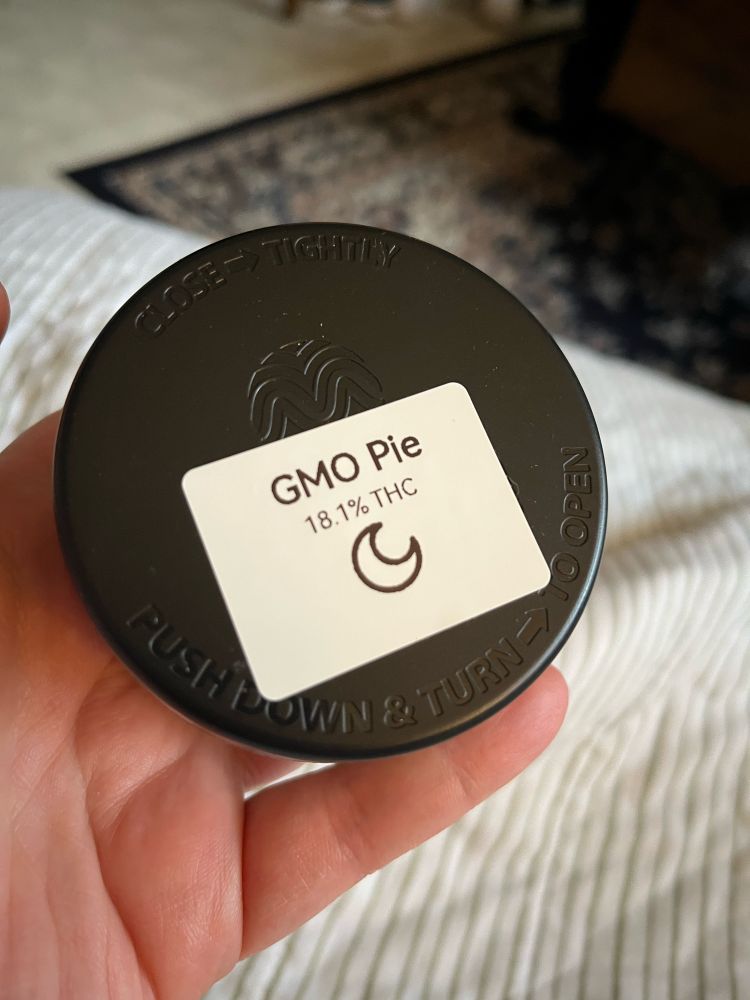 CLOSE → TIGHTLY
GMO Pie
18.1% THC
PUSH DOWN & TURN → TO OPEN